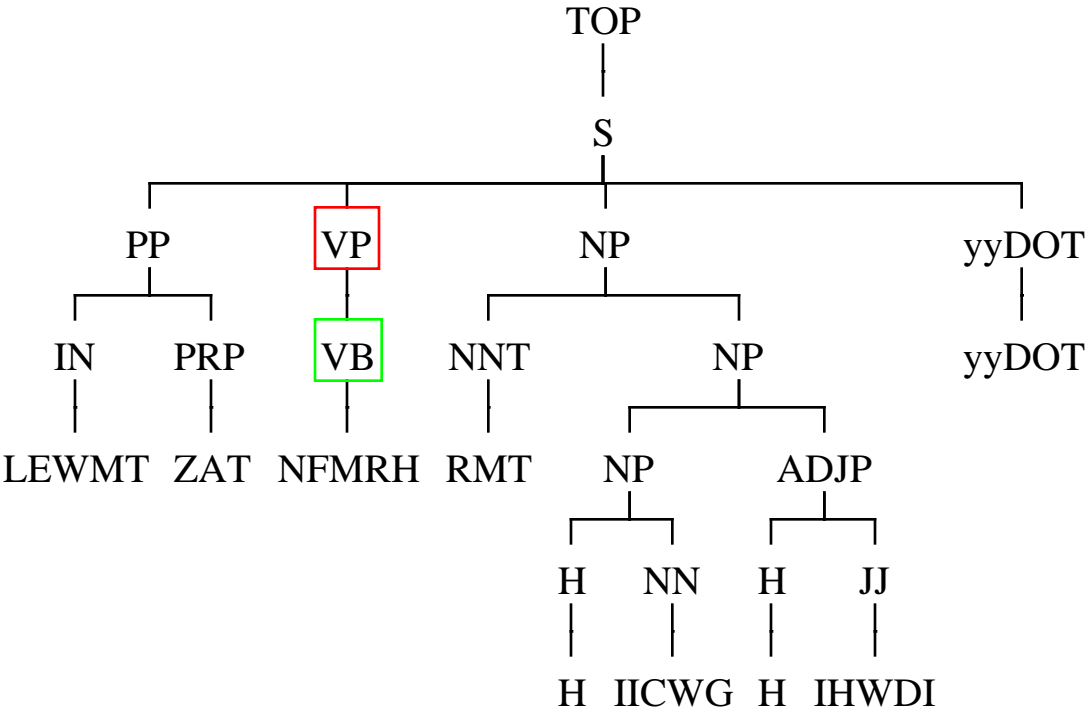 TOP
S
PP VP NP yyDOT
IN PRP VB NNT NP yyDOT
LEWMT ZAT NFMRH RMT NP ADJP
H NN H JJ
H IICWG H IHWDI